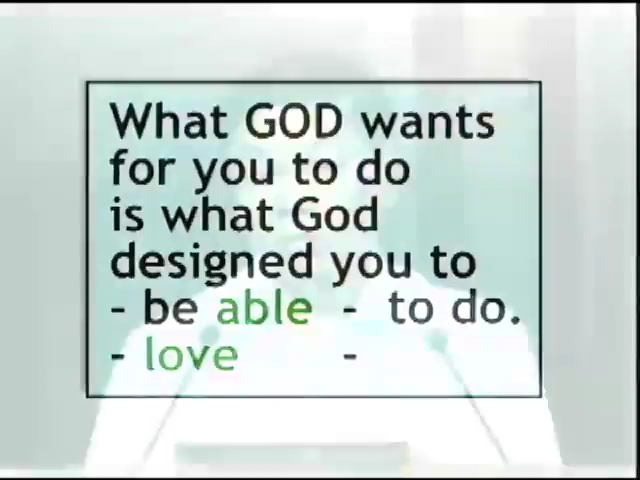 What GOD wants
for you to do
is what God
designed you to
- be able - to do.
- love -